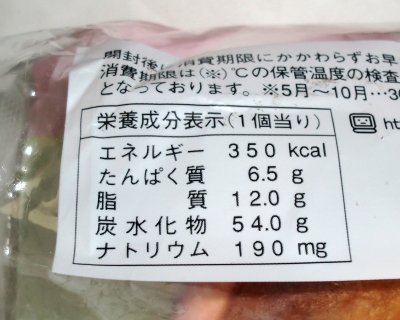 開封後は消費期限にかかわらずお早
消費期限は(※)℃の保管温度の検査
となっております。※5月〜10月…30
栄養成分表示(1個当り)
エネルギー 350 kcal
たんぱく質 6.5 g
脂質 12.0 g
炭水化物 54.0 g
ナトリウム 190 mg